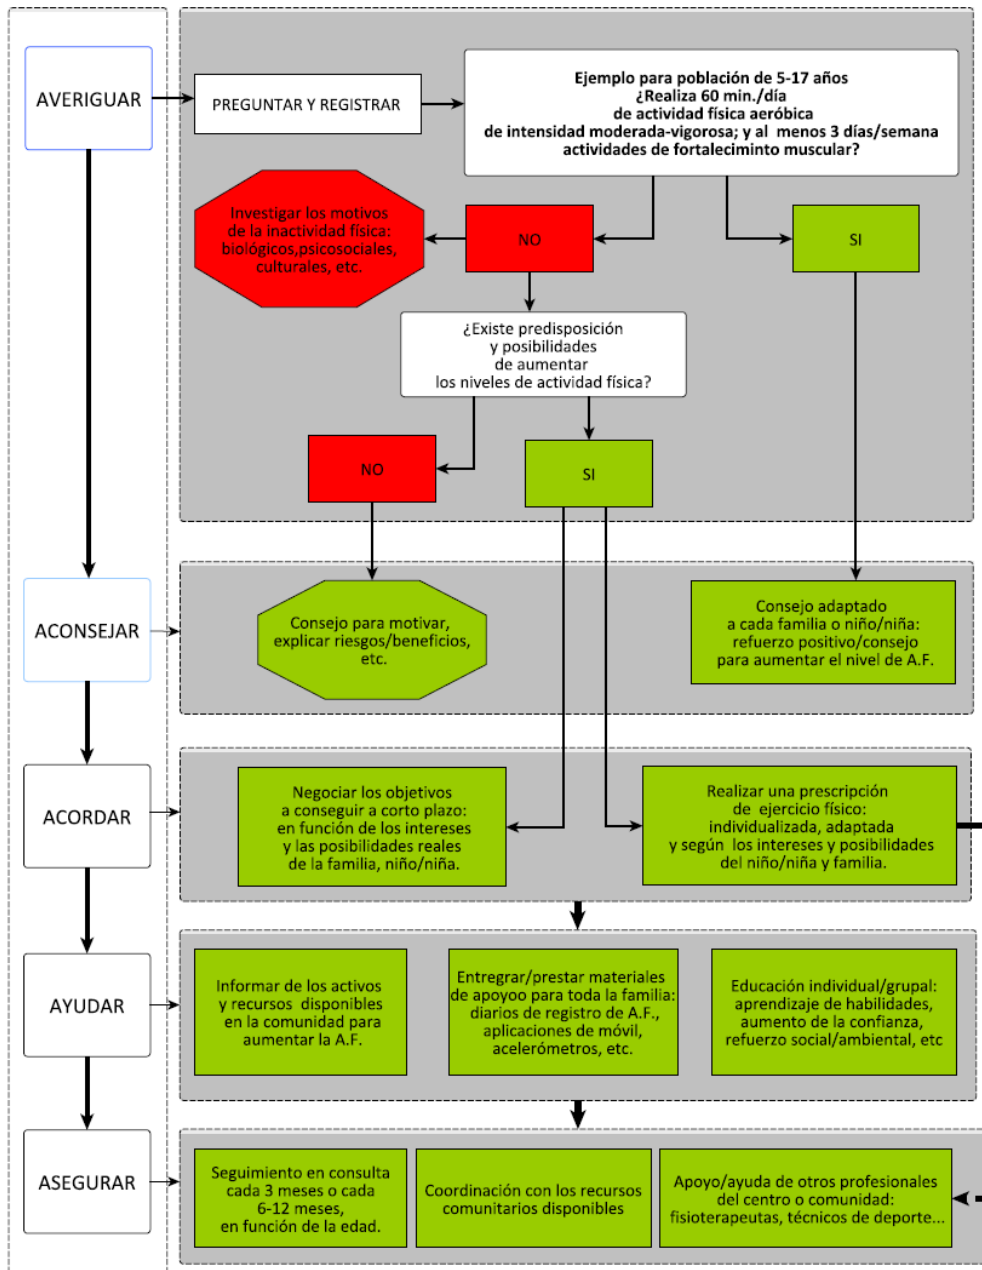 AVERIGUAR
PREGUNTAR Y REGISTRAR
Ejemplo para población de 5-17 años
¿Realiza 60 min./día
de actividad física aeróbica
de intensidad moderada-vigorosa; y al menos 3 días/semana
actividades de fortaleciminto muscular?
Investigar los motivos
de la inactividad física:
biológicos,psicosociales,
culturales, etc.
NO
SI
¿Existe predisposición
y posibilidades
de aumentar
los niveles de actividad física?
NO
SI
ACONSEJAR
Consejo para motivar,
explicar riesgos/beneficios,
etc.
Consejo adaptado
a cada familia o niño/niña:
refuerzo positivo/consejo
para aumentar el nivel de A.F.
ACORDAR
Negociar los objetivos
a conseguir a corto plazo:
en función de los intereses
y las posibilidades reales
de la familia, niño/niña.
Realizar una prescripción
de ejercicio físico:
individualizada, adaptada
y según los intereses y posibilidades
del niño/niña y familia.
AYUDAR
Informar de los activos
y recursos disponibles
en la comunidad para
aumentar la A.F.
Entregrar/prestar materiales
de apoyoo para toda la familia:
diarios de registro de A.F.,
aplicaciones de móvil,
acelerómetros, etc.
Educación individual/grupal:
aprendizaje de habilidades,
aumento de la confianza,
refuerzo social/ambiental, etc
ASEGURAR
Seguimiento en consulta
cada 3 meses o cada
6-12 meses,
en función de la edad.
Coordinación con los recursos
comunitarios disponibles
Apoyo/ayuda de otros profesionales
del centro o comunidad:
fisioterapeutas, técnicos de deporte...